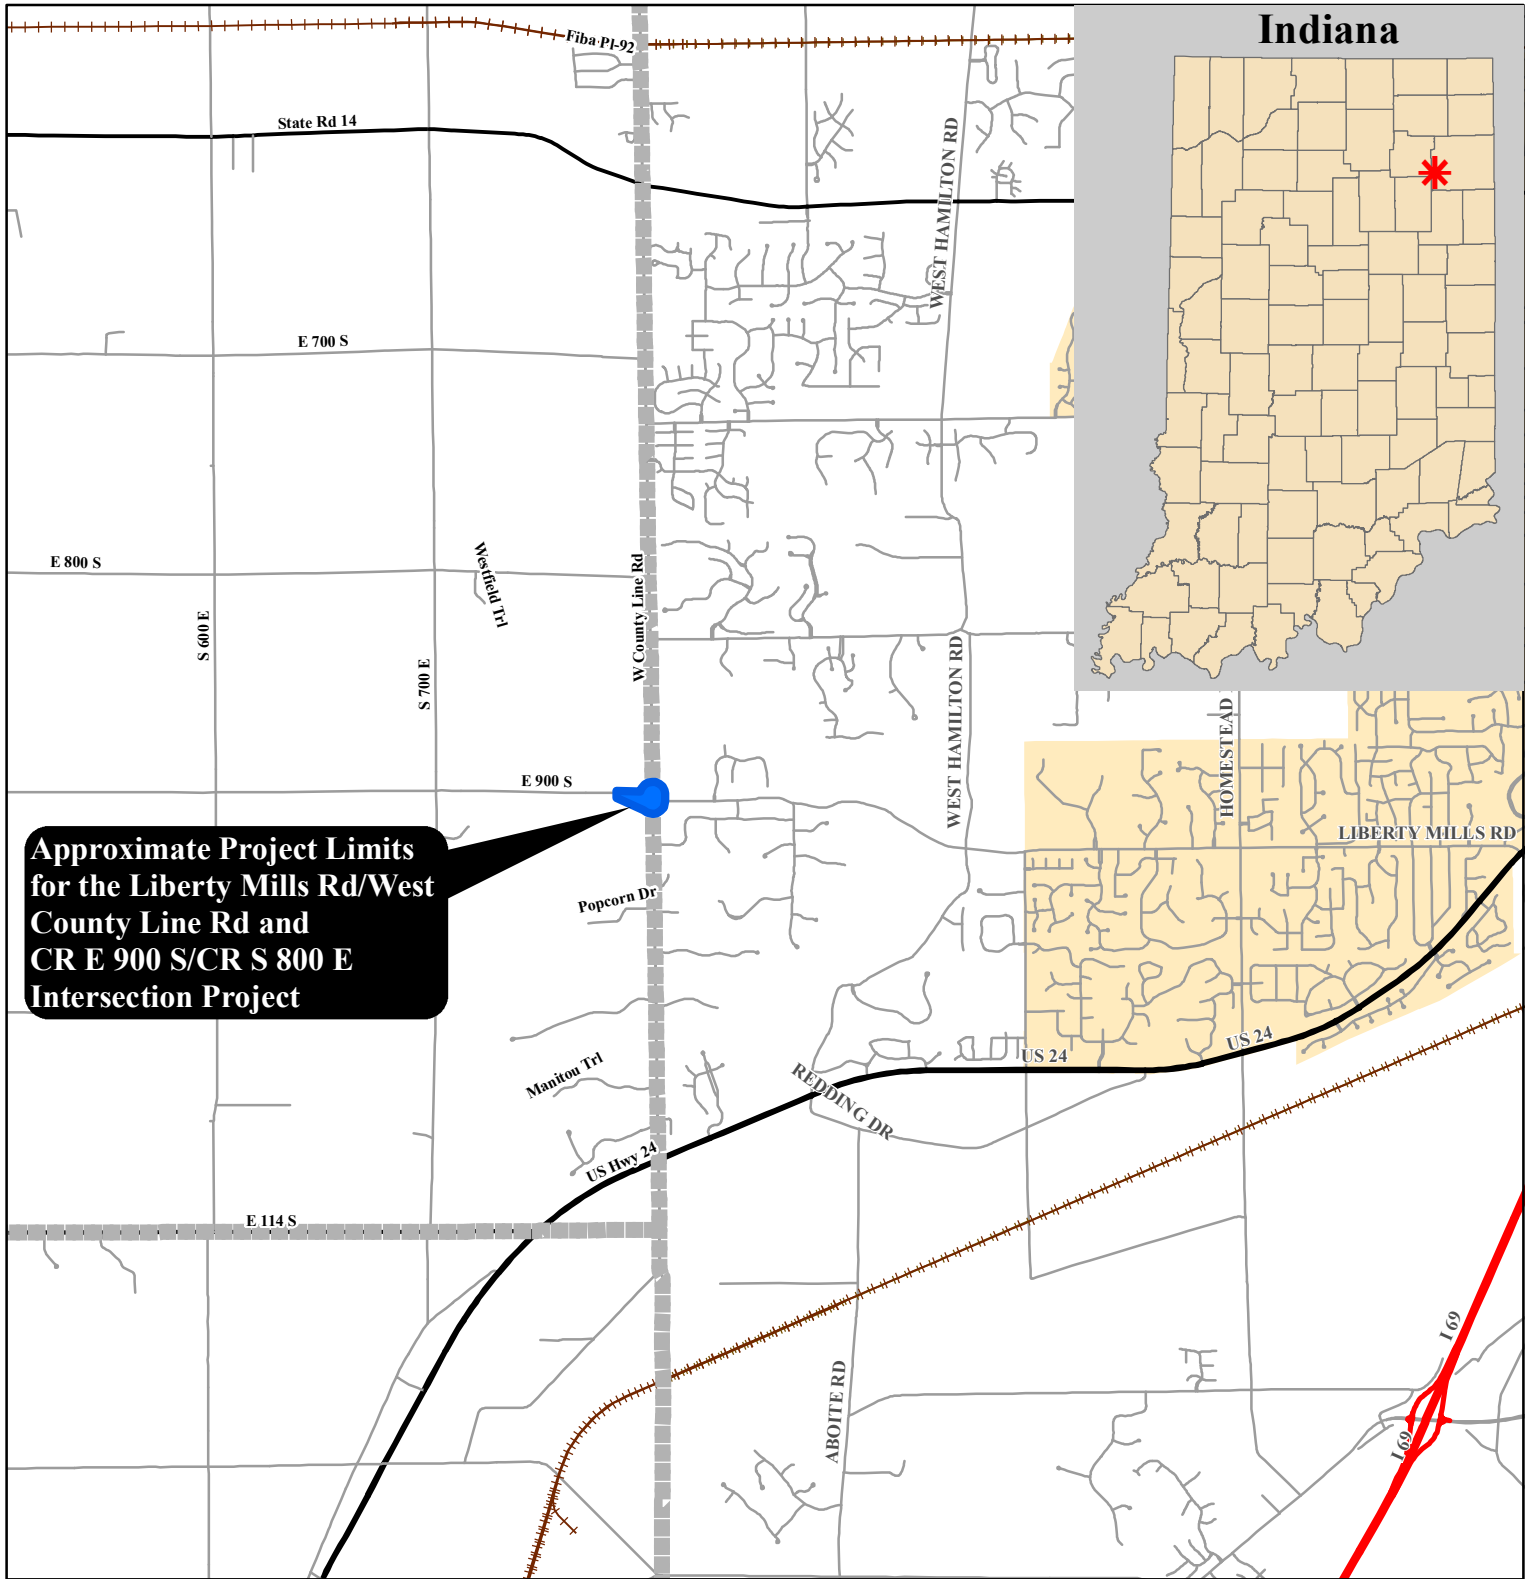 Indiana
Fiba Pl-92
State Rd 14
WEST HAMILTON RD
E 700 S
E 800 S
Westfield Trl
W County Line Rd
S 600 E
S 700 E
WEST HAMILTON RD
HOMESTEAD
E 900 S
LIBERTY MILLS RD
Approximate Project Limits
for the Liberty Mills Rd/West
County Line Rd and
CR E 900 S/CR S 800 E
Intersection Project
Popcorn Dr
US 24
US 24
Manitou Trl
REDDING DR
US Hwy 24
E 114 S
I 69
ABOITE RD
I 69